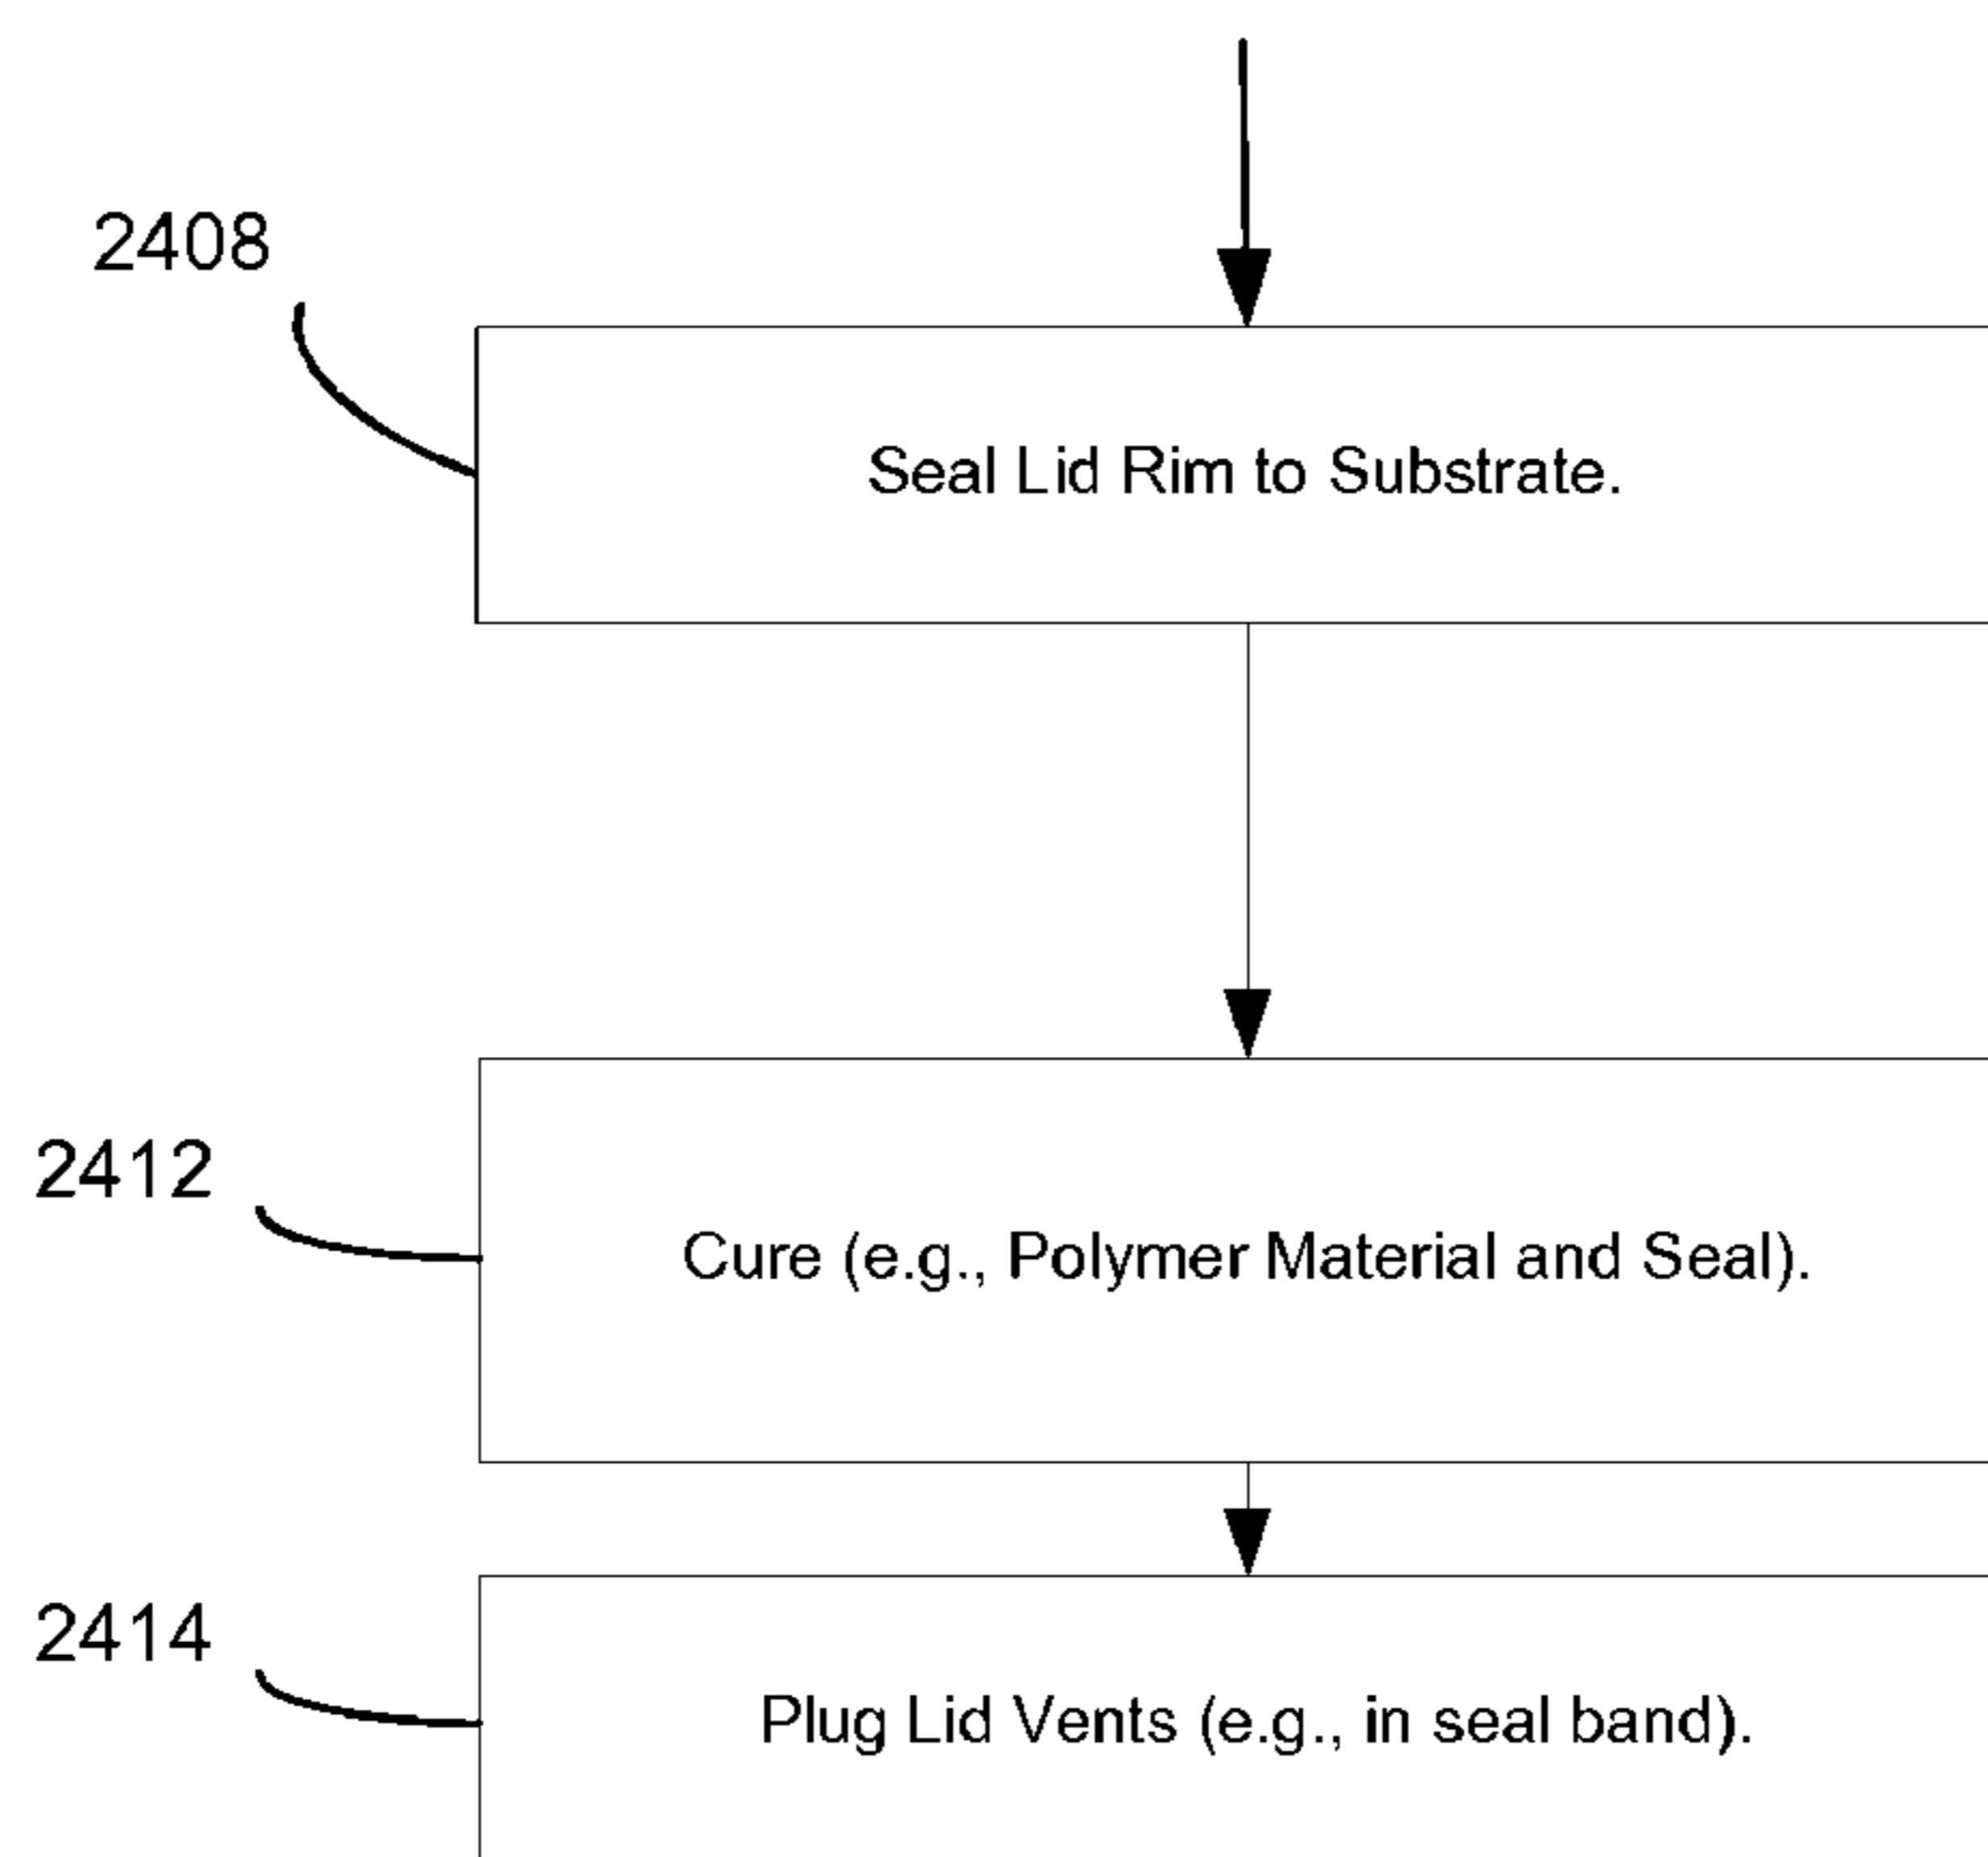 2408
Seal Lid Rim to Substrate.
2412
Cure (e.g., Polymer Material and Seal).
2414
Plug Lid Vents (e.g., in seal band).